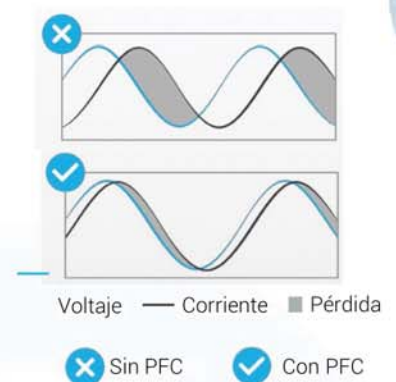 Voltaje — Corriente Pérdida
Sin PFC Con PFC